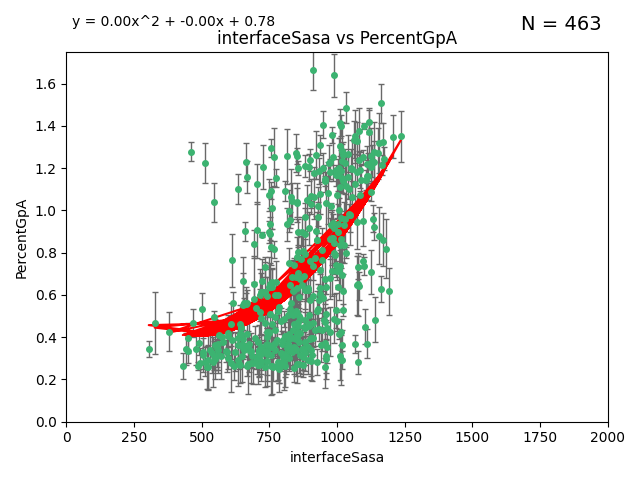 y = 0.00x^2 + -0.00x + 0.78
N = 463
interfaceSasa vs PercentGpA
PercentGpA
1.6
1.4
1.2
1.0
0.8
0.6
0.4
0.2
0.0
0 250 500 750 1000 1250 1500 1750 2000
interfaceSasa